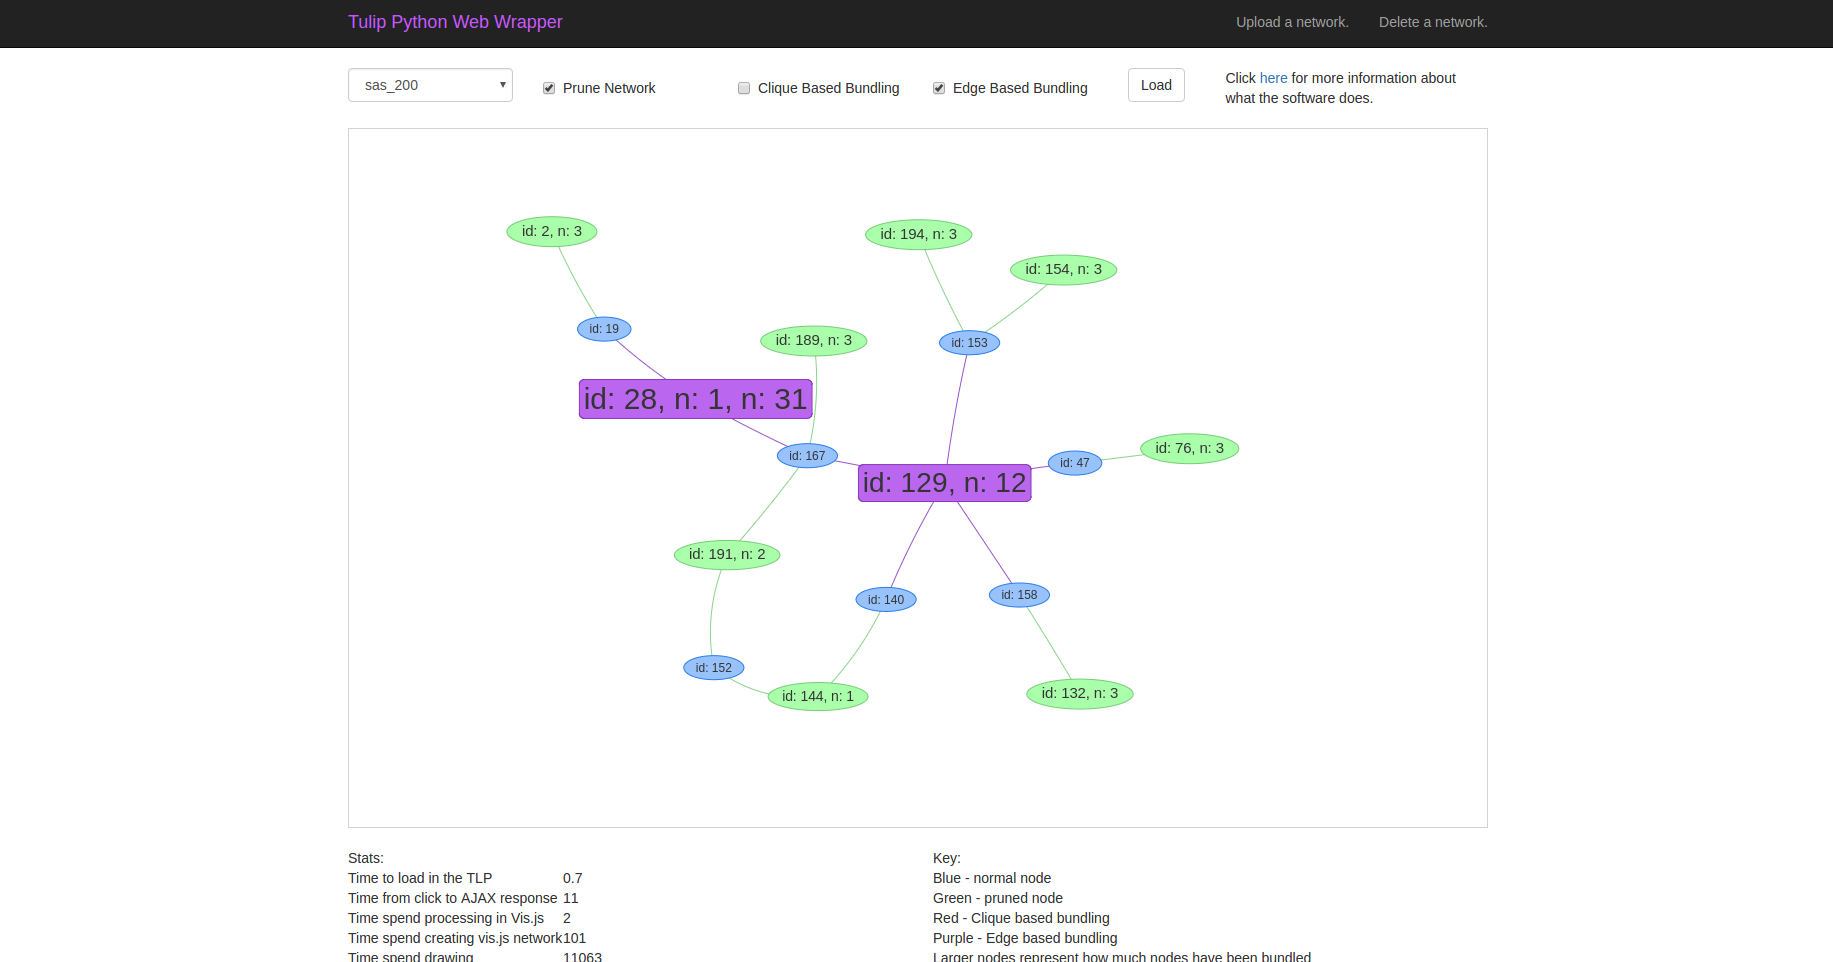 Tulip Python Web Wrapper
Upload a network.
Delete a network.
sas_200
Prune Network
Clique Based Bundling
Edge Based Bundling
Load
Click here for more information about
what the software does.
id: 2, n: 3
id: 194, n: 3
id: 154, n: 3
id: 19
id: 189, n: 3
id: 153
id: 28, n: 1, n: 31
id: 167
id: 47
id: 76, n: 3
id: 129, n: 12
id: 191, n: 2
id: 140
id: 158
id: 152
id: 144, n: 1
id: 132, n: 3
Stats:
Time to load in the TLP 0.7
Time from click to AJAX response 11
Time spend processing in Vis.js 2
Time spend creating vis.js network 101
Time spend drawing 11063
Key:
Blue - normal node
Green - pruned node
Red - Clique based bundling
Purple - Edge based bundling
Larger nodes represent how much nodes have been bundled